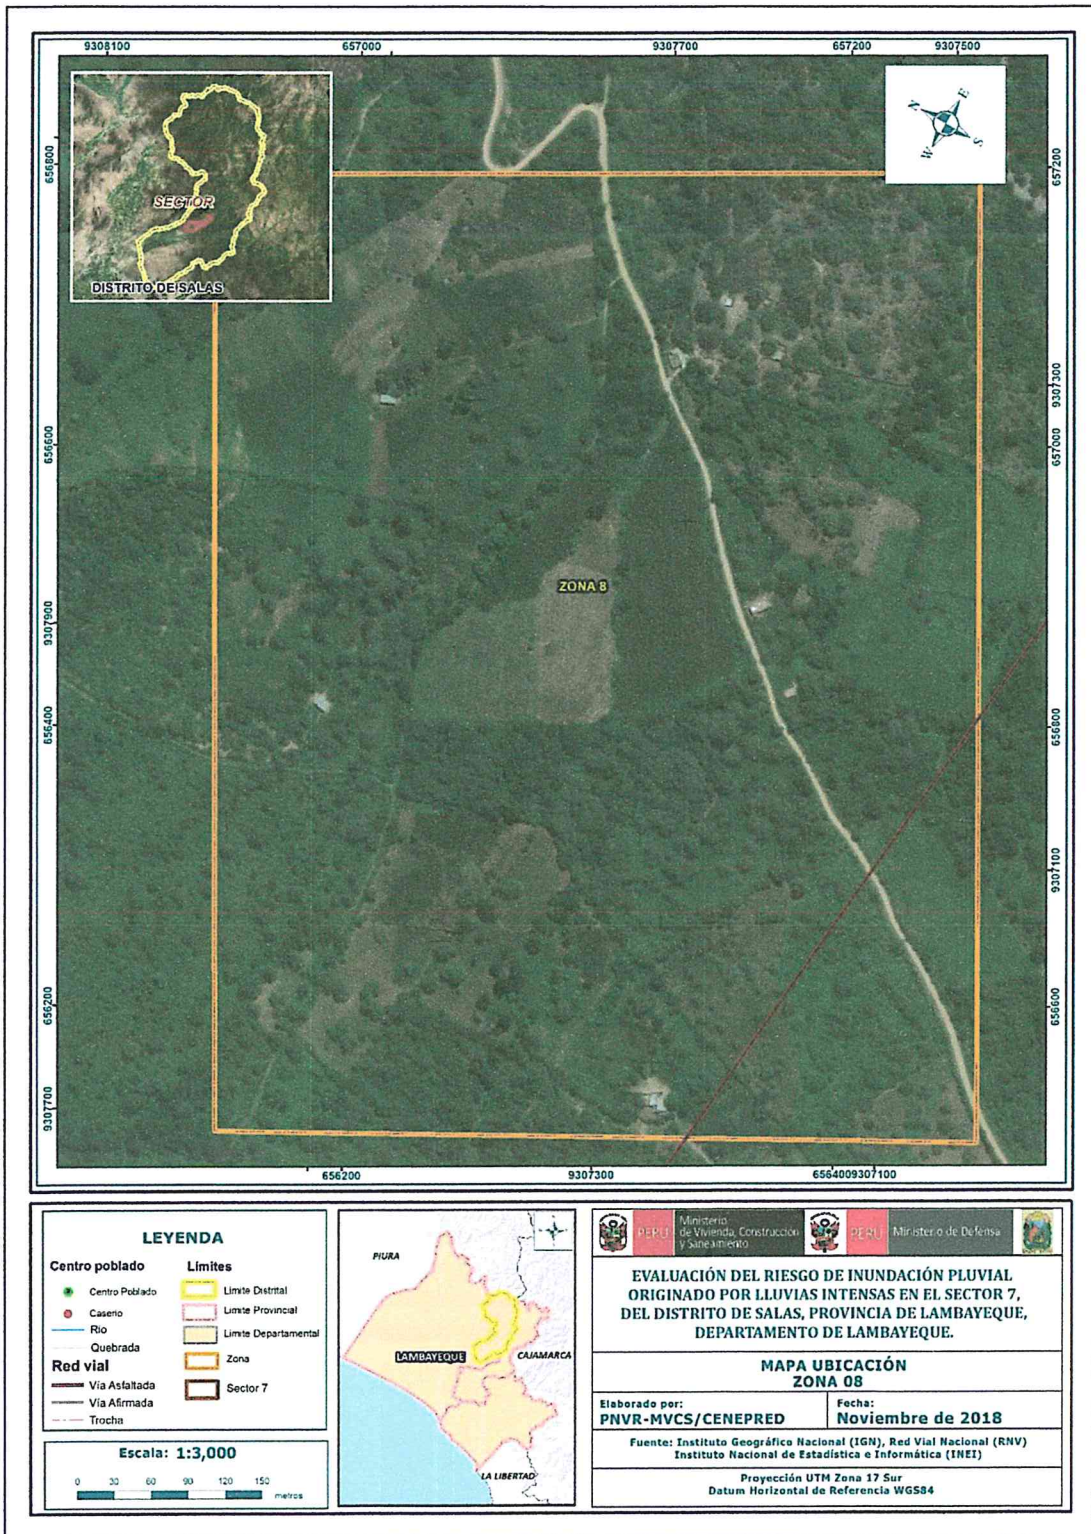 9308100 657000 9307700 657200 9307500
656800
656600
9307900
656400
656200
9307700
657200
9307300
657000
656800
9307100
656600
656200 9307300 6564009307100
SECTOR
DISTRITO DE SALAS
N E
W S
ZONA 8
LEYENDA
Centro poblado
Centro Poblado
Caserio
Rio
Quebrada
Red vial
Vía Asfaltada
Vía Afirmada
Trocha
Límites
Limite Distrital
Limite Provincial
Limite Departamental
Zona
Sector 7
Escala: 1:3,000
0 30 60 90 120 150
metros
PIURA
LAMBAYEQUE
CAJAMARCA
LA LIBERTAD
PERÚ
Ministerio
de Vivienda, Construcción
y Saneamiento
PERÚ
Ministerio de Defensa
EVALUACIÓN DEL RIESGO DE INUNDACIÓN PLUVIAL
ORIGINADO POR LLUVIAS INTENSAS EN EL SECTOR 7,
DEL DISTRITO DE SALAS, PROVINCIA DE LAMBAYEQUE,
DEPARTAMENTO DE LAMBAYEQUE.
MAPA UBICACIÓN
ZONA 08
Elaborado por:
PNVR-MVCS/CENEPRED
Fecha:
Noviembre de 2018
Fuente: Instituto Geográfico Nacional (IGN), Red Vial Nacional (RNV)
Instituto Nacional de Estadística e Informática (INEI)
Proyección UTM Zona 17 Sur
Datum Horizontal de Referencia WGS84